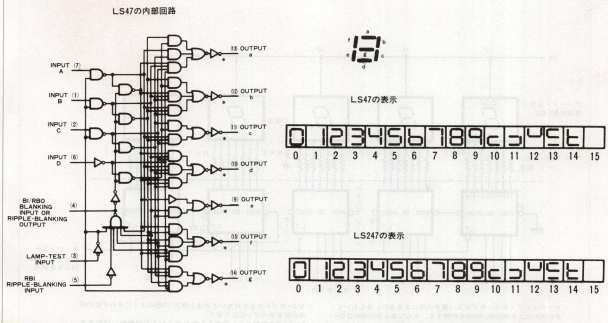 LS47の内部回路
INPUT A (7)
INPUT B (1)
INPUT C (2)
INPUT D (6)
BI/RBO BLANKING INPUT OR RIPPLE-BLANKING OUTPUT (4)
LAMP-TEST INPUT (3)
RBI RIPPLE-BLANKING INPUT (5)
(13) OUTPUT a
*
(12) OUTPUT b
*
(11) OUTPUT c
*
(10) OUTPUT d
*
(9) OUTPUT e
*
(15) OUTPUT f
*
(14) OUTPUT g
*
a
f b
g
e c
d
LS47の表示
0 1 2 3 4 5 6 7 8 9 10 11 12 13 14 15
LS247の表示
0 1 2 3 4 5 6 7 8 9 10 11 12 13 14 15